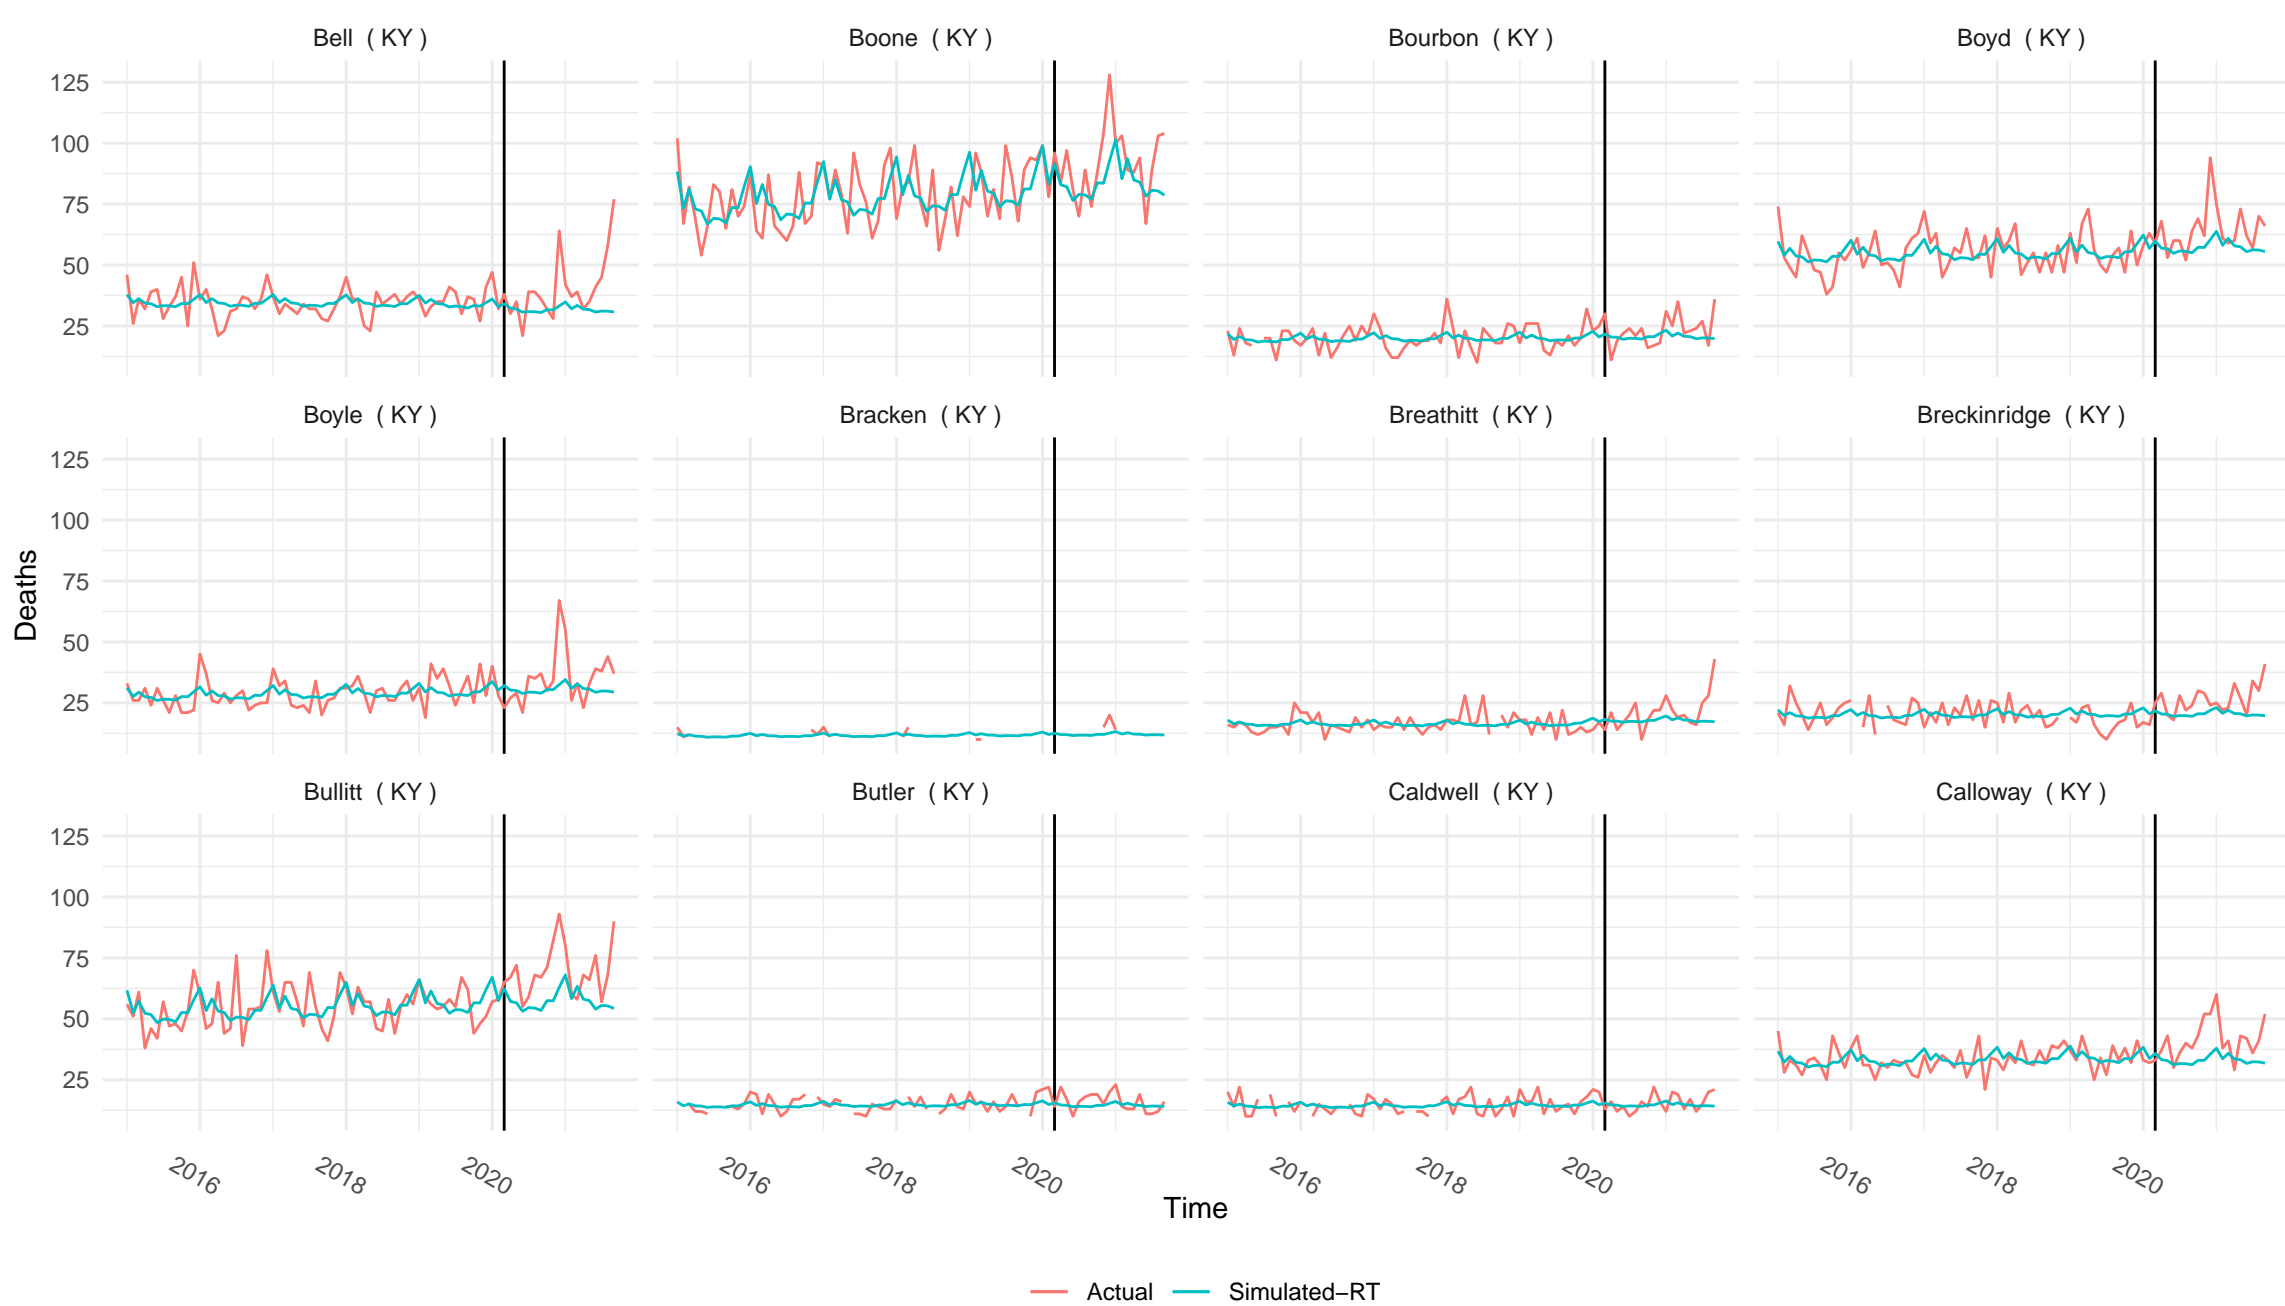 Bell ( KY )
Boone ( KY )
Bourbon ( KY )
Boyd ( KY )
125
100
75
50
25
Boyle ( KY )
Bracken ( KY )
Breathitt ( KY )
Breckinridge ( KY )
125
100
75
50
25
Deaths
Bullitt ( KY )
Butler ( KY )
Caldwell ( KY )
Calloway ( KY )
125
100
75
50
25
2016 2018 2020 2016 2018 2020 2016 2018 2020 2016 2018 2020
Time
Actual Simulated−RT